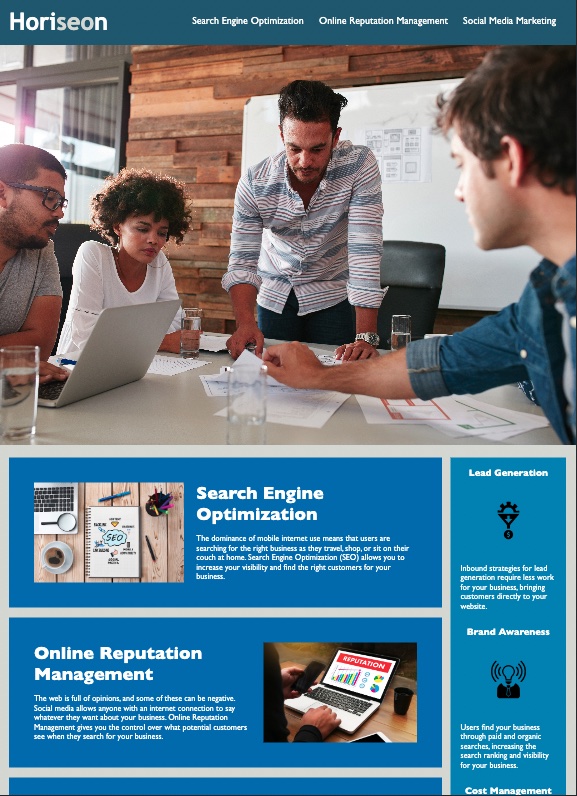 Horiseon
Search Engine Optimization
Online Reputation Management
Social Media Marketing
SEO
Search Engine
Optimization
The dominance of mobile internet use means that users are
searching for the right business as they travel, shop, or sit on their
couch at home. Search Engine Optimization (SEO) allows you to
increase your visibility and find the right customers for your
business.
Online Reputation
Management
The web is full of opinions, and some of these can be negative.
Social media allows anyone with an internet connection to say
whatever they want about your business. Online Reputation
Management gives you the control over what potential customers
see when they search for your business.
REPUTATION
Lead Generation
Inbound strategies for lead
generation require less work
for your business, bringing
customers directly to your
website.
Brand Awareness
Users find your business
through paid and organic
searches, increasing the
search ranking and visibility
for your business.
Cost Management